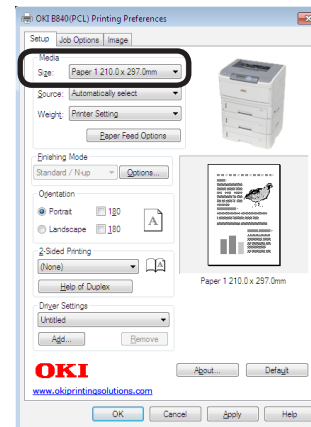 OKI B840(PCL) Printing Preferences
Setup Job Options Image
Media
Size: Paper 1 210.0 x 297.0mm
Source: Automatically select
Weight: Printer Setting
Paper Feed Options
Finishing Mode
Standard / N-up Options...
Orientation
Portrait 180
Landscape 180
A
2-Sided Printing
(None)
A
Help of Duplex
Paper 1 210.0 x 297.0mm
Driver Settings
Untitled
Add... Remove
OKI
About... Default
www.okiprintingsolutions.com
OK Cancel Apply Help